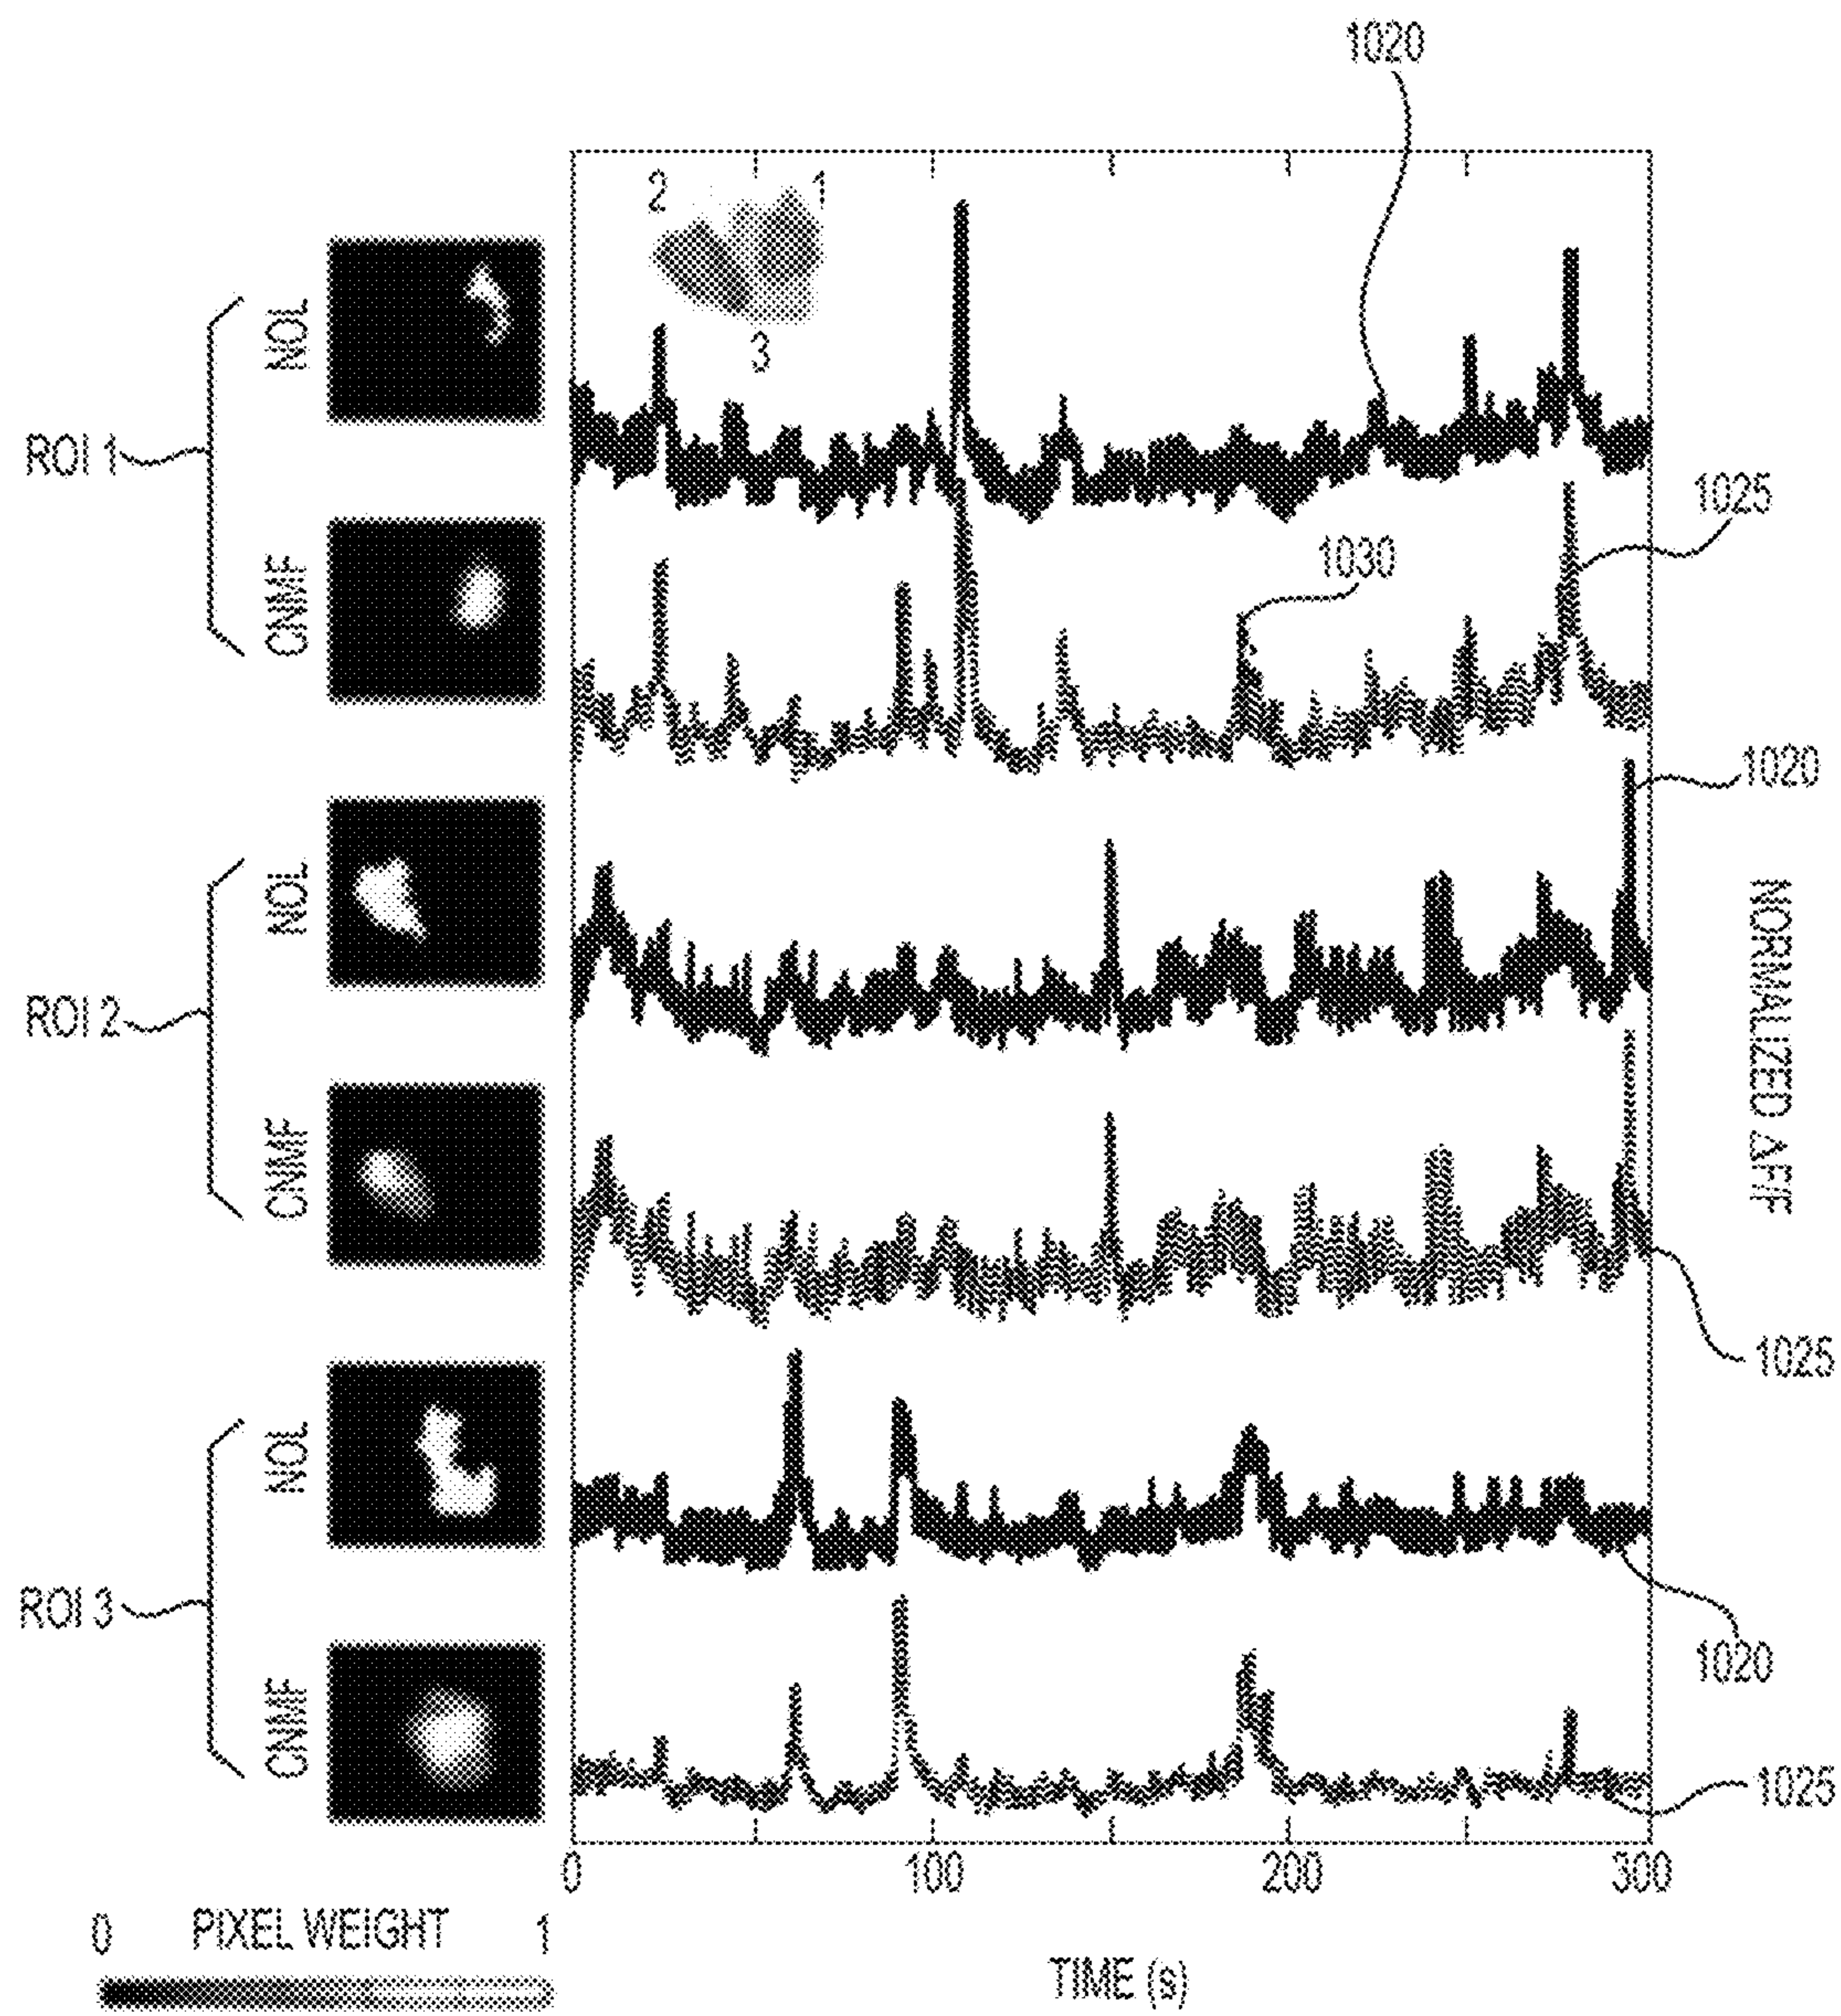 1020
2
1
3
ROI 1
NOL
CNMF
1025
1030
1020
ROI 2
NOL
CNMF
NORMALIZED ΔF/F
1025
ROI 3
NOL
CNMF
1020
1025
0
100
200
300
0 PIXEL WEIGHT 1
TIME (s)